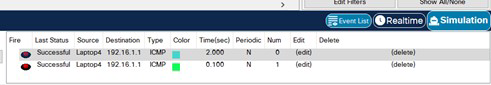 Edit Filters Show All/None
Event List Realtime Simulation
Fire Last Status Source Destination Type Color Time(sec) Periodic Num Edit Delete
Successful Laptop4 192.16.1.1 ICMP 2.000 N 0 (edit) (delete)
Successful Laptop4 192.16.1.1 ICMP 0.100 N 1 (edit) (delete)